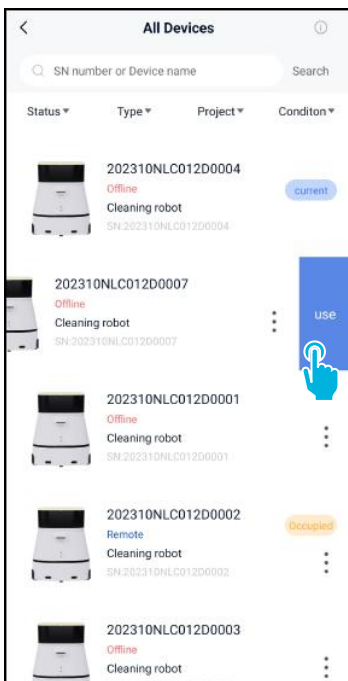 All Devices
SN number or Device name Search
Status Type Project Conditon
202310NLC012D0004
Offline
current
Cleaning robot
SN:202310NLC012D0004
202310NLC012D0007
Offline
use
Cleaning robot
SN:202310NLC012D0007
202310NLC012D0001
Offline
Cleaning robot
SN:202310NLC012D0001
202310NLC012D0002
Remote
Occupied
Cleaning robot
SN:202310NLC012D0002
202310NLC012D0003
Offline
Cleaning robot